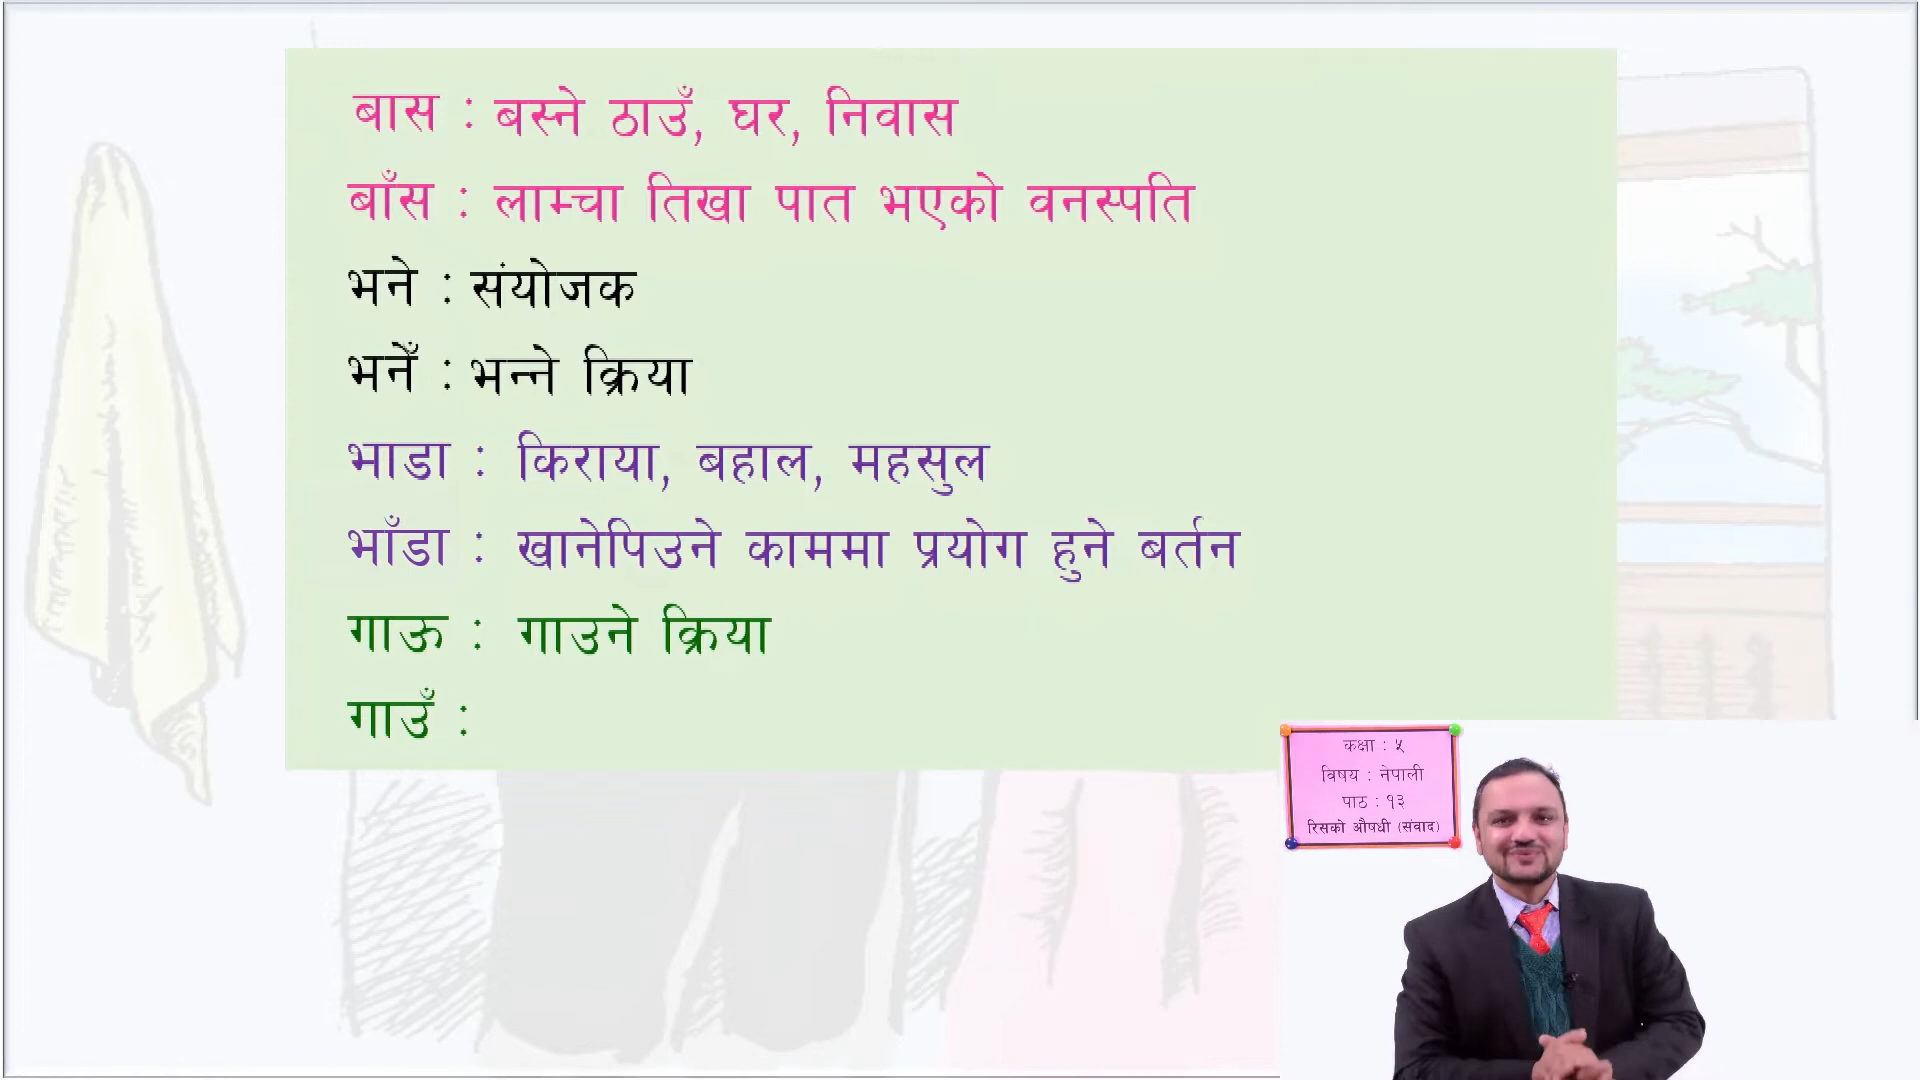 बास : बस्ने ठाउँ, घर, निवास
बाँस : लाम्चा तिखा पात भएको वनस्पति
भने : संयोजक
भनेँ : भन्ने क्रिया
भाडा : किराया, बहाल, महसुल
भाँडा : खानेपिउने काममा प्रयोग हुने बर्तन
गाऊ : गाउने क्रिया
गाउँ :
कक्षा : ५
विषय : नेपाली
पाठ : १३
रिसको औषधी (संवाद)